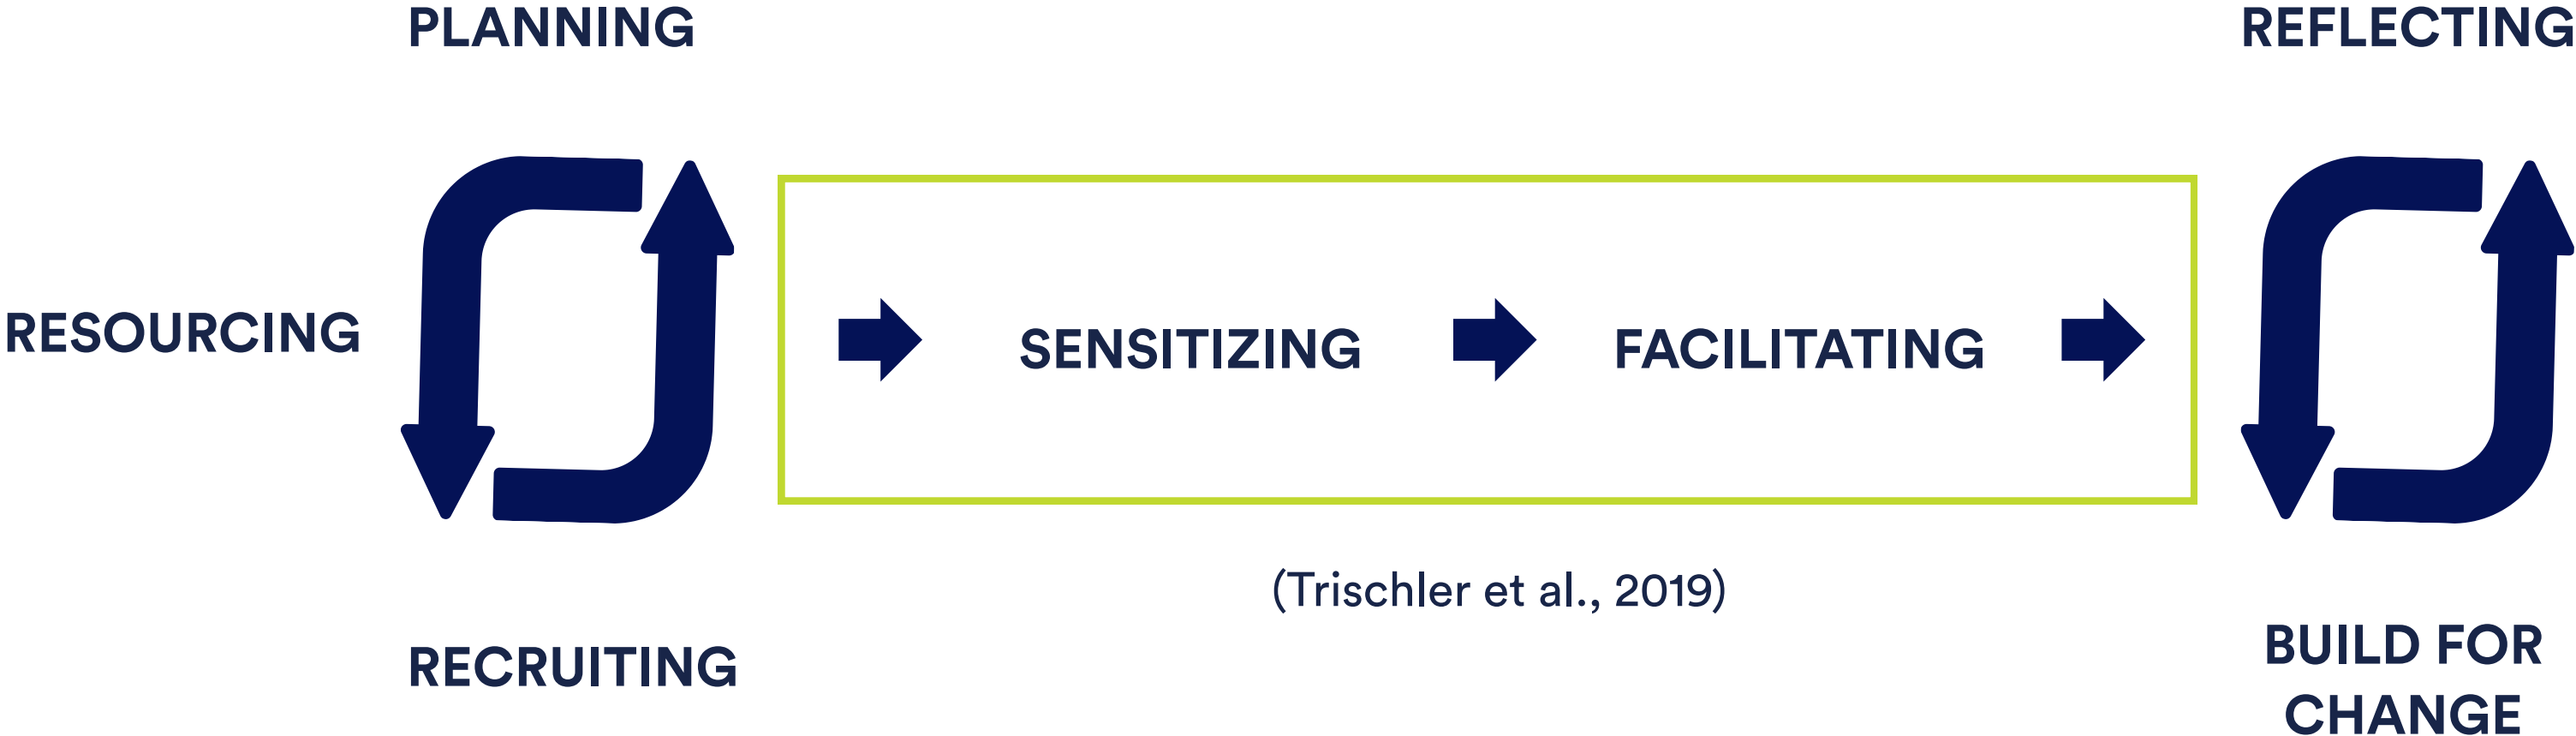 PLANNING
REFLECTING
RESOURCING
SENSITIZING
FACILITATING
(Trischler et al., 2019)
RECRUITING
BUILD FOR
CHANGE